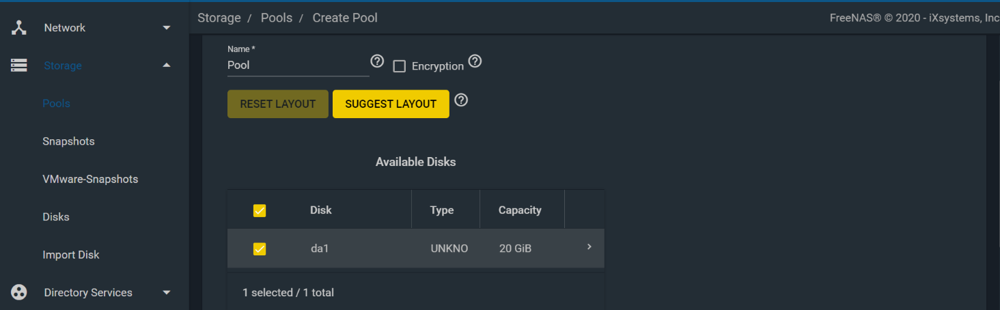 Network
Storage
Pools
Snapshots
VMware-Snapshots
Disks
Import Disk
Directory Services
Storage / Pools / Create Pool
FreeNAS® © 2020 - iXsystems, Inc
Name *
Pool
Encryption
RESET LAYOUT SUGGEST LAYOUT
Available Disks
Disk Type Capacity
da1 UNKNO 20 GiB
1 selected / 1 total